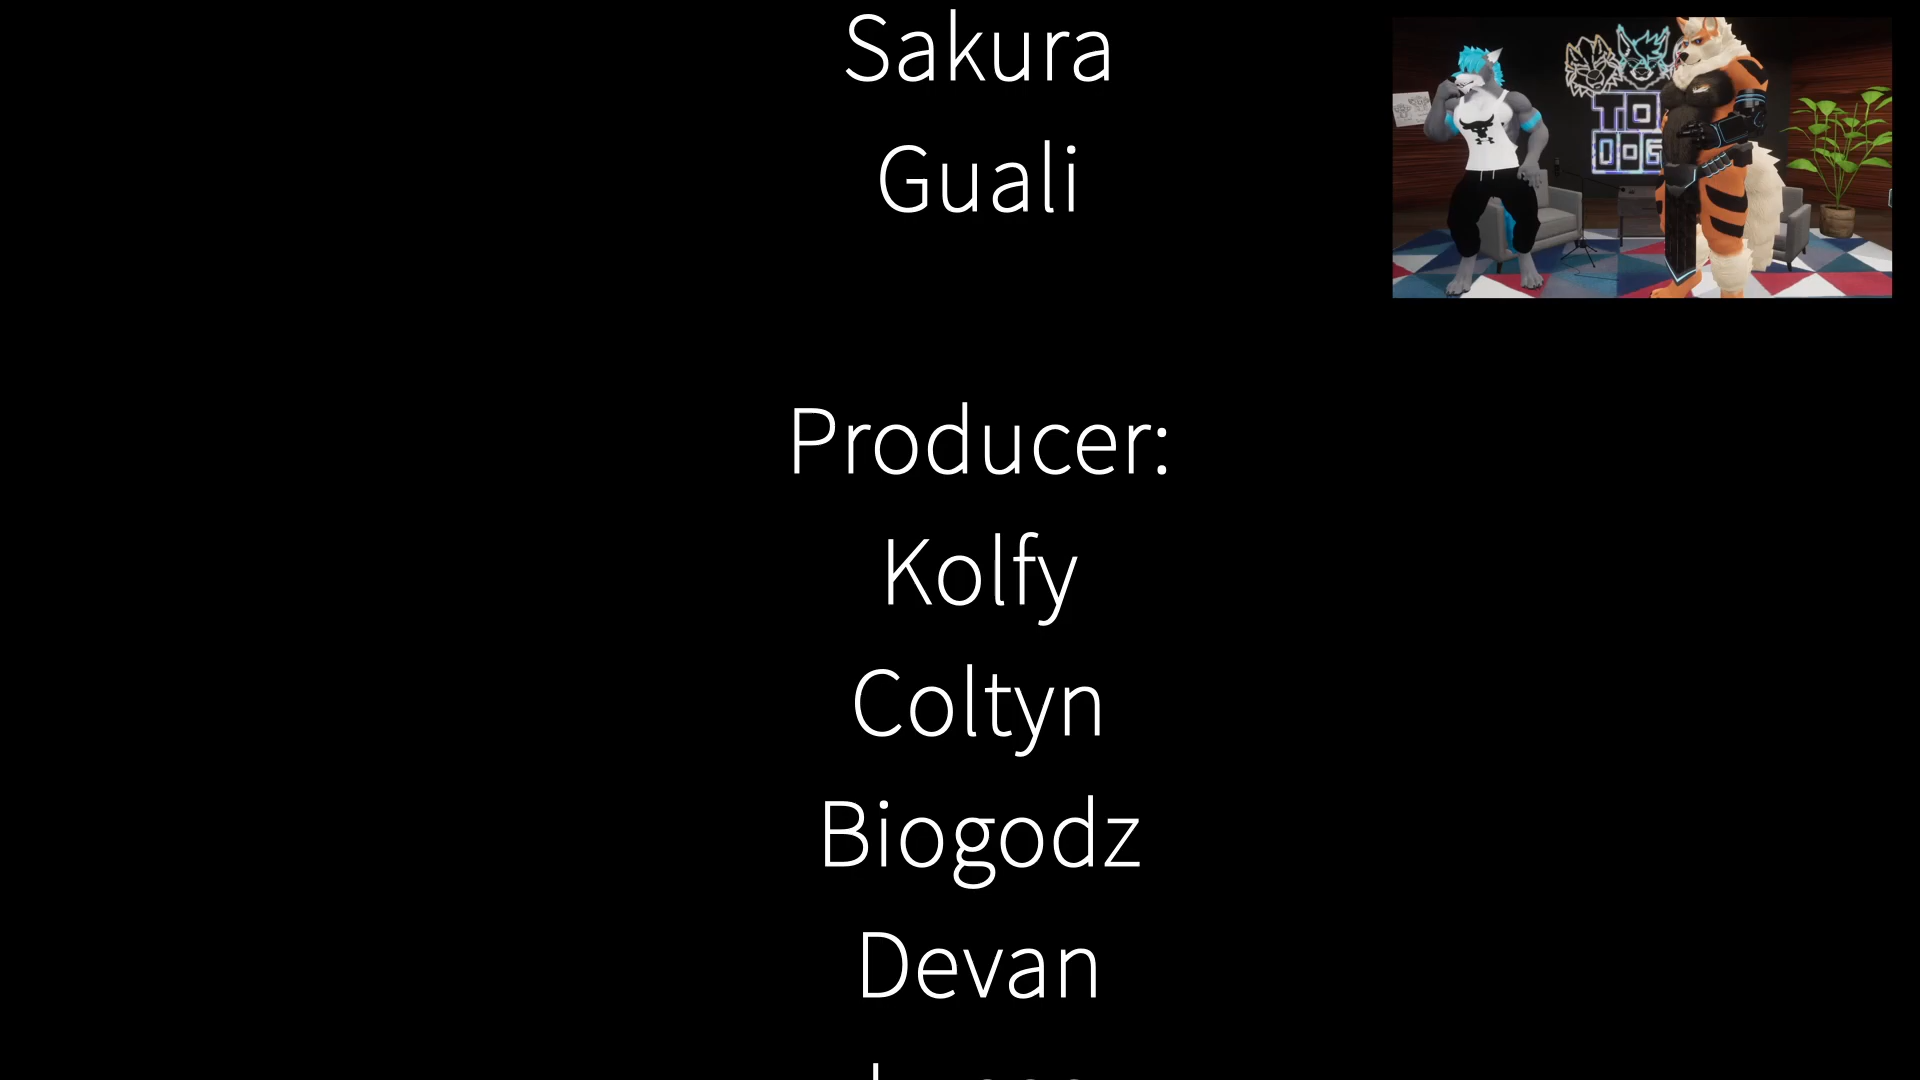 Sakura
Guali
Producer:
Kolfy
Coltyn
Biogodz
Devan